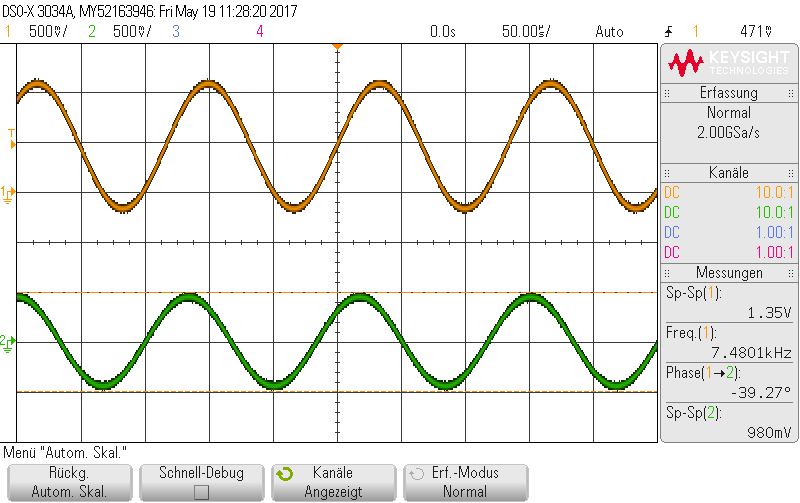 DSO-X 3034A, MY52163946: Fri May 19 11:28:20 2017
1 500mV/ 2 500mV/ 3 4 0.0s 50.00us/ Auto 1 471mV
KEYSIGHT
TECHNOLOGIES
Erfassung
Normal
2.00GSa/s
Kanäle
DC 10.0:1
DC 10.0:1
DC 1.00:1
DC 1.00:1
Messungen
Sp-Sp(1):
1.35V
Freq.(1):
7.4801kHz
Phase(1→2):
-39.27°
Sp-Sp(2):
980mV
T
1
2
Menü "Autom. Skal."
Rückg.
Autom. Skal.
Schnell-Debug
Kanäle
Angezeigt
Erf.-Modus
Normal